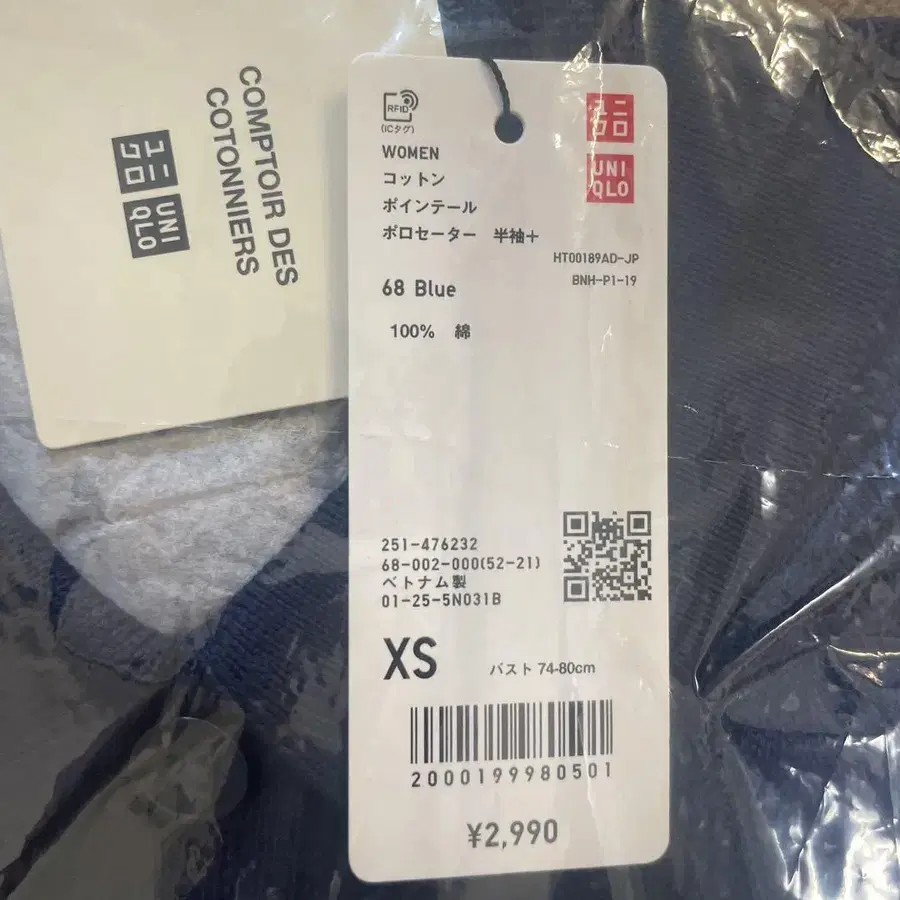 COMPTOIR DES
COTONNIERS
ユニ
クロ
UNI
QLO
RFID
(ICタグ)
ユニ
クロ
UNI
QLO
WOMEN
コットン
ポインテール
ポロセーター 半袖+
HT00189AD-JP
BNH-P1-19
68 Blue
100% 綿
251-476232
68-002-000(52-21)
ベトナム製
01-25-5N031B
XS バスト 74-80cm
2000199980501
¥2,990